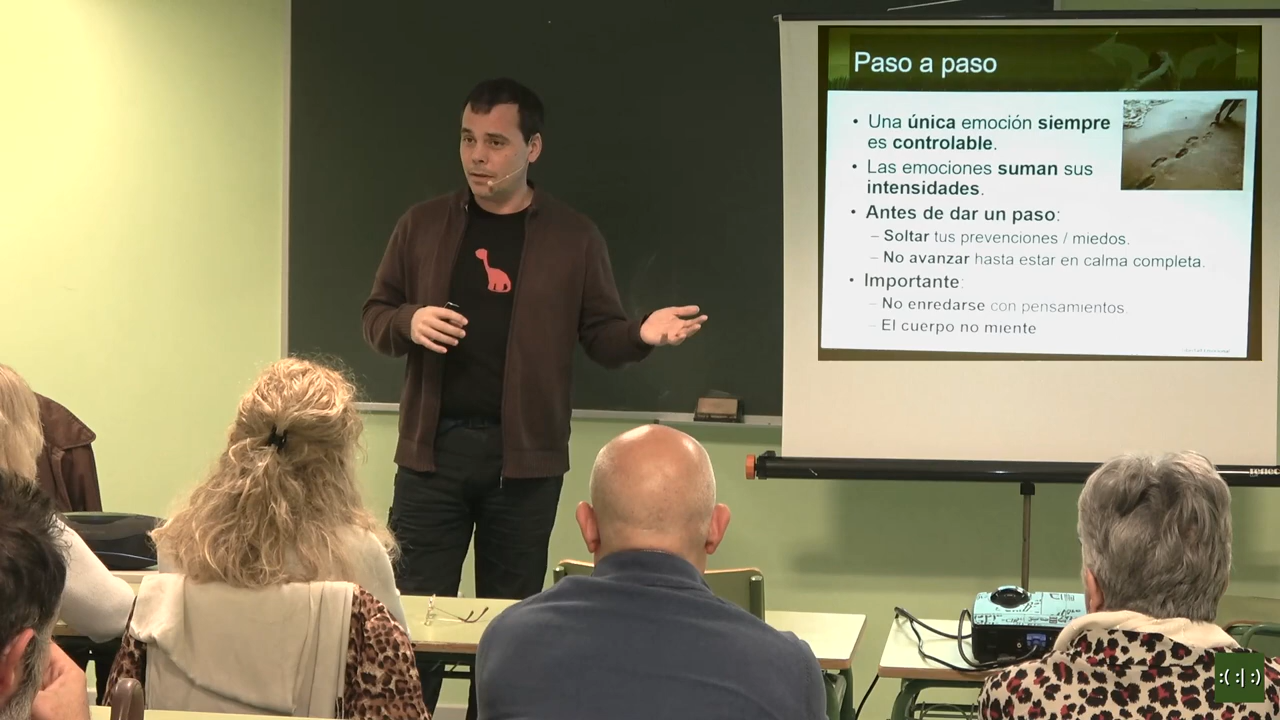 Paso a paso
• Una única emoción siempre
es controlable.
• Las emociones suman sus
intensidades.
• Antes de dar un paso:
– Soltar tus prevenciones / miedos.
– No avanzar hasta estar en calma completa.
• Importante:
– No enredarse con pensamientos.
– El cuerpo no miente
:( :| :)